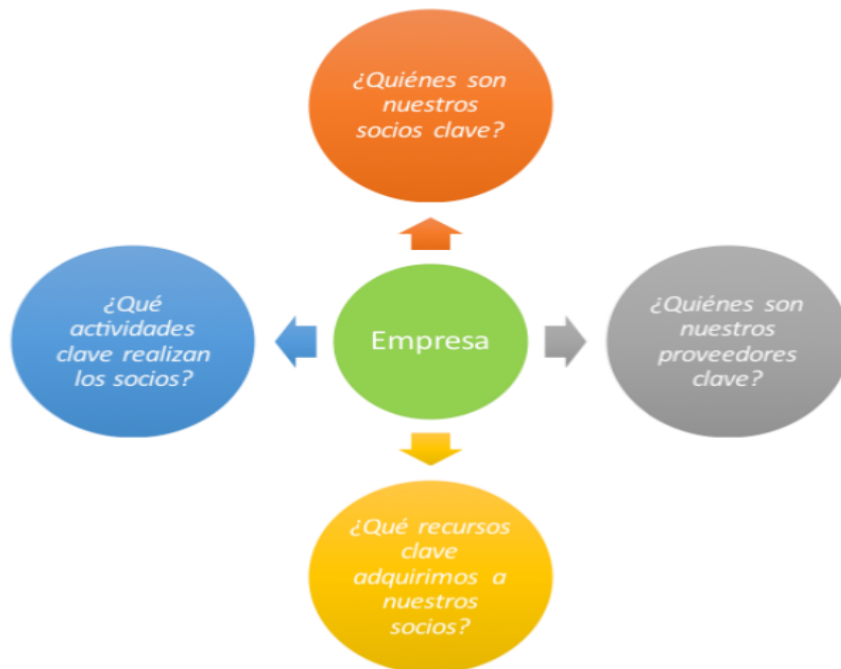 ¿Quiénes son
nuestros
socios clave?
¿Qué
actividades
clave realizan
los socios?
Empresa
¿Quiénes son
nuestros
proveedores
clave?
¿Qué recursos
clave
adquirimos a
nuestros
socios?